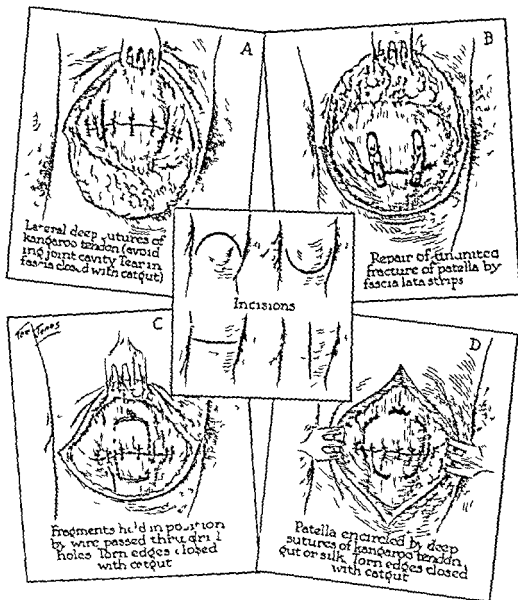 A
Lateral deep sutures of
kangaroo tendon (avoid
ing joint cavity. Tear in
fascia closed with catgut)
B
Repair of ununited
fracture of patella by
fascia lata strips
Incisions
C
Fragments held in position
by wire passed thru drill
holes. Torn edges closed
with catgut
D
Patella encircled by deep
sutures of kangaroo tendon,
gut or silk. Torn edges closed
with catgut